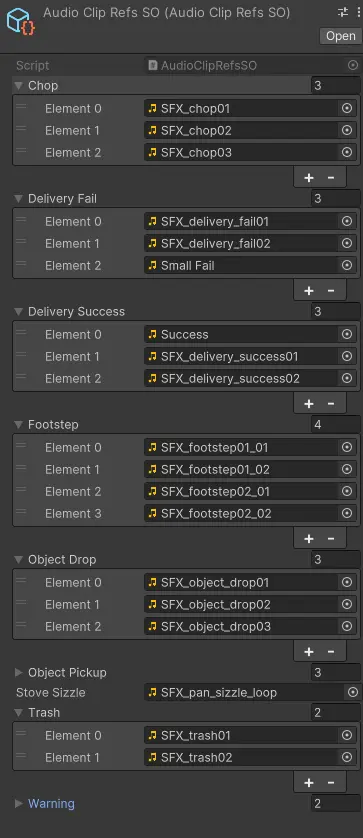 Audio Clip Refs SO (Audio Clip Refs SO)
Open
Script AudioClipRefsSO
Chop 3
Element 0 SFX_chop01
Element 1 SFX_chop02
Element 2 SFX_chop03
+ -
Delivery Fail 3
Element 0 SFX_delivery_fail01
Element 1 SFX_delivery_fail02
Element 2 Small Fail
+ -
Delivery Success 3
Element 0 Success
Element 1 SFX_delivery_success01
Element 2 SFX_delivery_success02
+ -
Footstep 4
Element 0 SFX_footstep01_01
Element 1 SFX_footstep01_02
Element 2 SFX_footstep02_01
Element 3 SFX_footstep02_02
+ -
Object Drop 3
Element 0 SFX_object_drop01
Element 1 SFX_object_drop02
Element 2 SFX_object_drop03
+ -
Object Pickup 3
Stove Sizzle SFX_pan_sizzle_loop
Trash 2
Element 0 SFX_trash01
Element 1 SFX_trash02
+ -
Warning 2